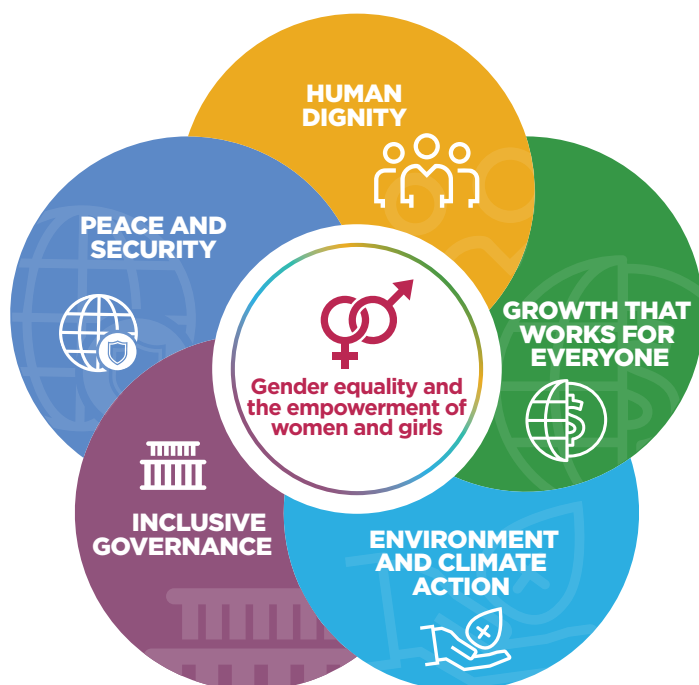 HUMAN
DIGNITY
PEACE AND
SECURITY
GROWTH THAT
WORKS FOR
EVERYONE
Gender equality and
the empowerment of
women and girls
INCLUSIVE
GOVERNANCE
ENVIRONMENT
AND CLIMATE
ACTION